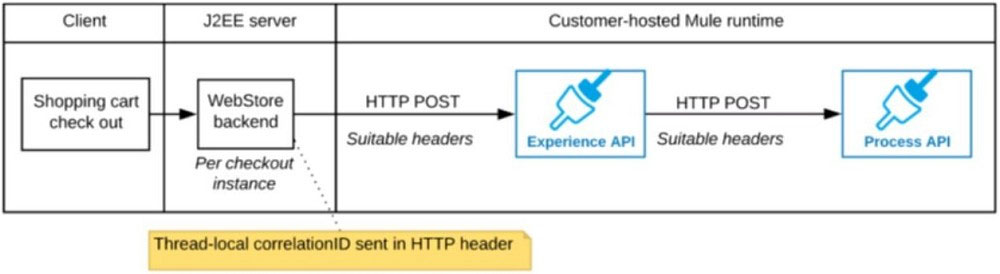 Client
J2EE server
Customer-hosted Mule runtime
Shopping cart
check out
WebStore
backend
Per checkout
instance
HTTP POST
Suitable headers
Experience API
HTTP POST
Suitable headers
Process API
Thread-local correlationID sent in HTTP header